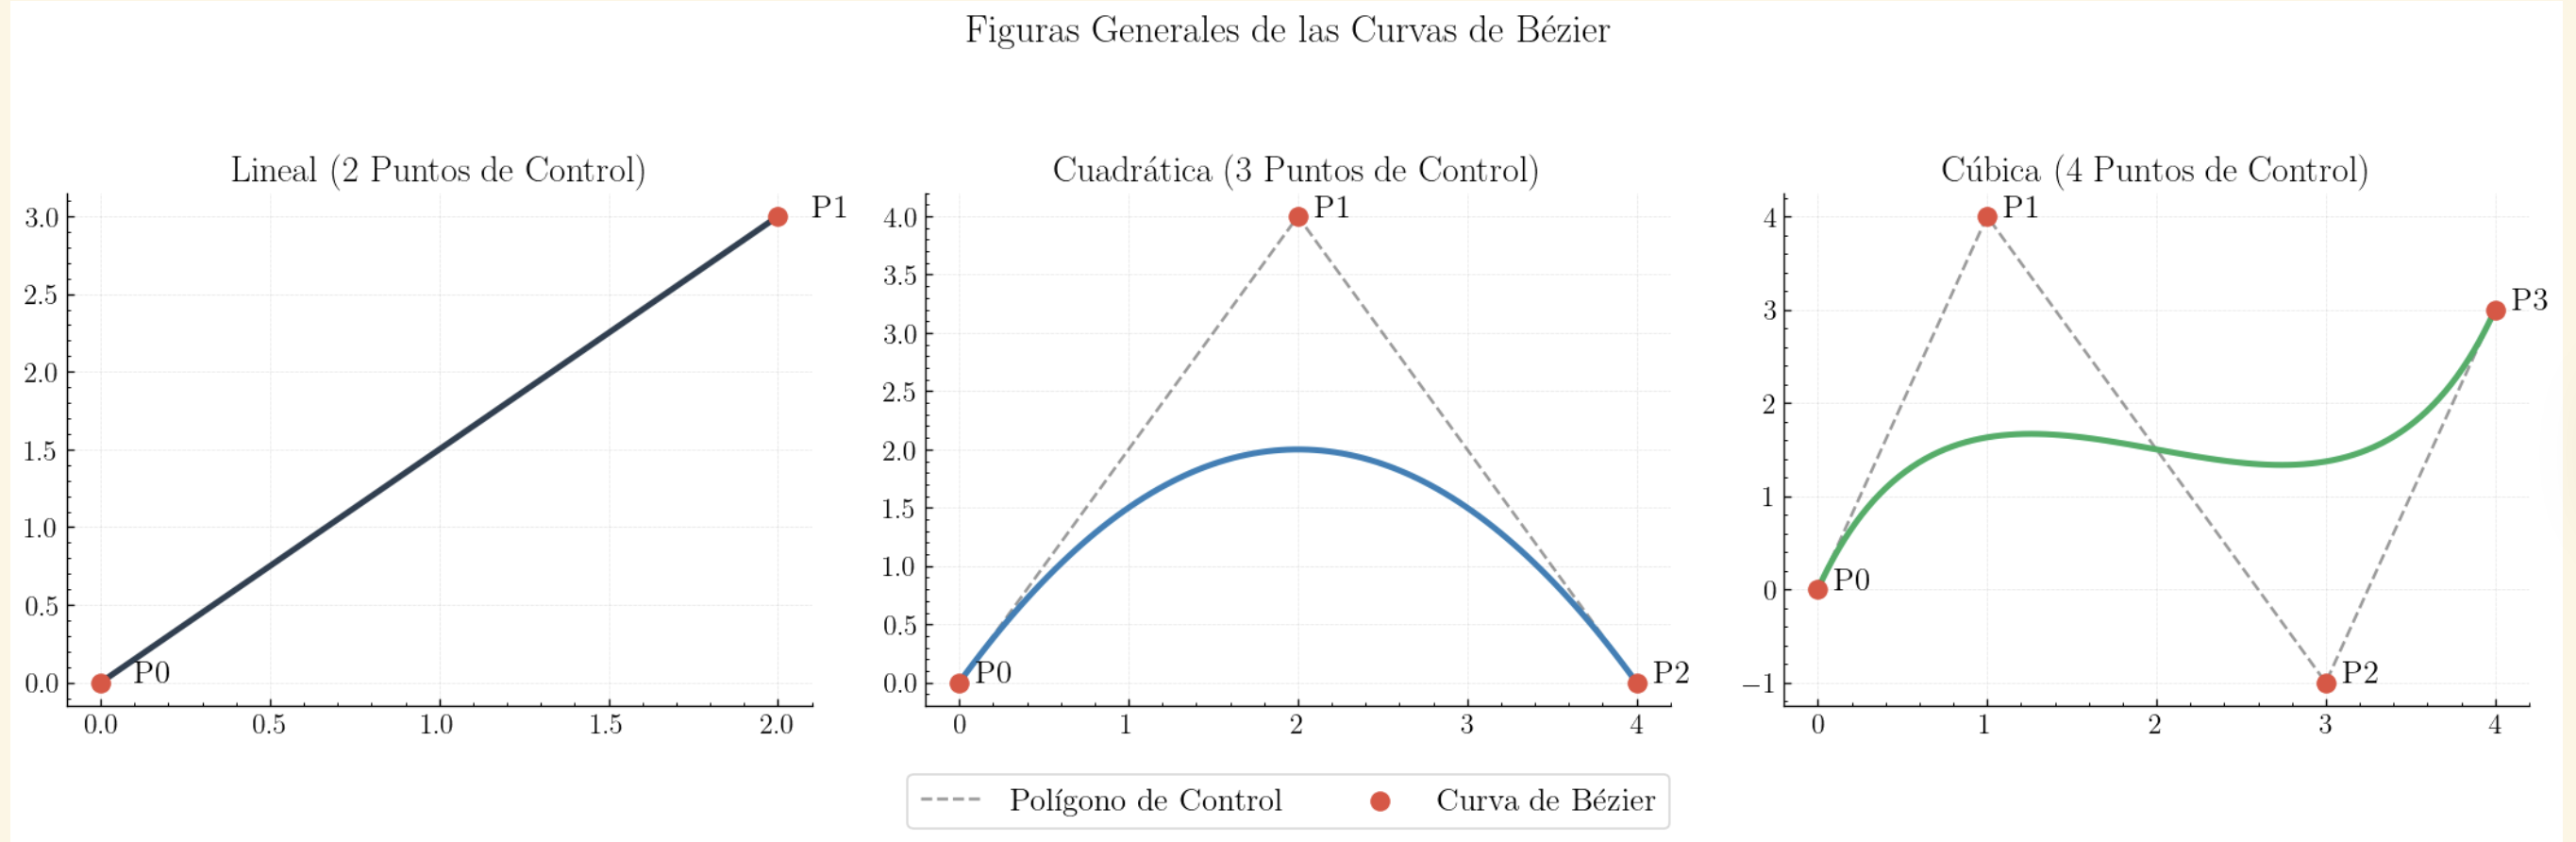 Figuras Generales de las Curvas de Bézier
Lineal (2 Puntos de Control)
3.0
2.5
2.0
1.5
1.0
0.5
0.0
P1
P0
0.0 0.5 1.0 1.5 2.0
Cuadrática (3 Puntos de Control)
4.0
3.5
3.0
2.5
2.0
1.5
1.0
0.5
0.0
P1
P0
P2
0 1 2 3 4
Cúbica (4 Puntos de Control)
4
3
2
1
0
−1
P1
P3
P0
P2
0 1 2 3 4
Polígono de Control
Curva de Bézier